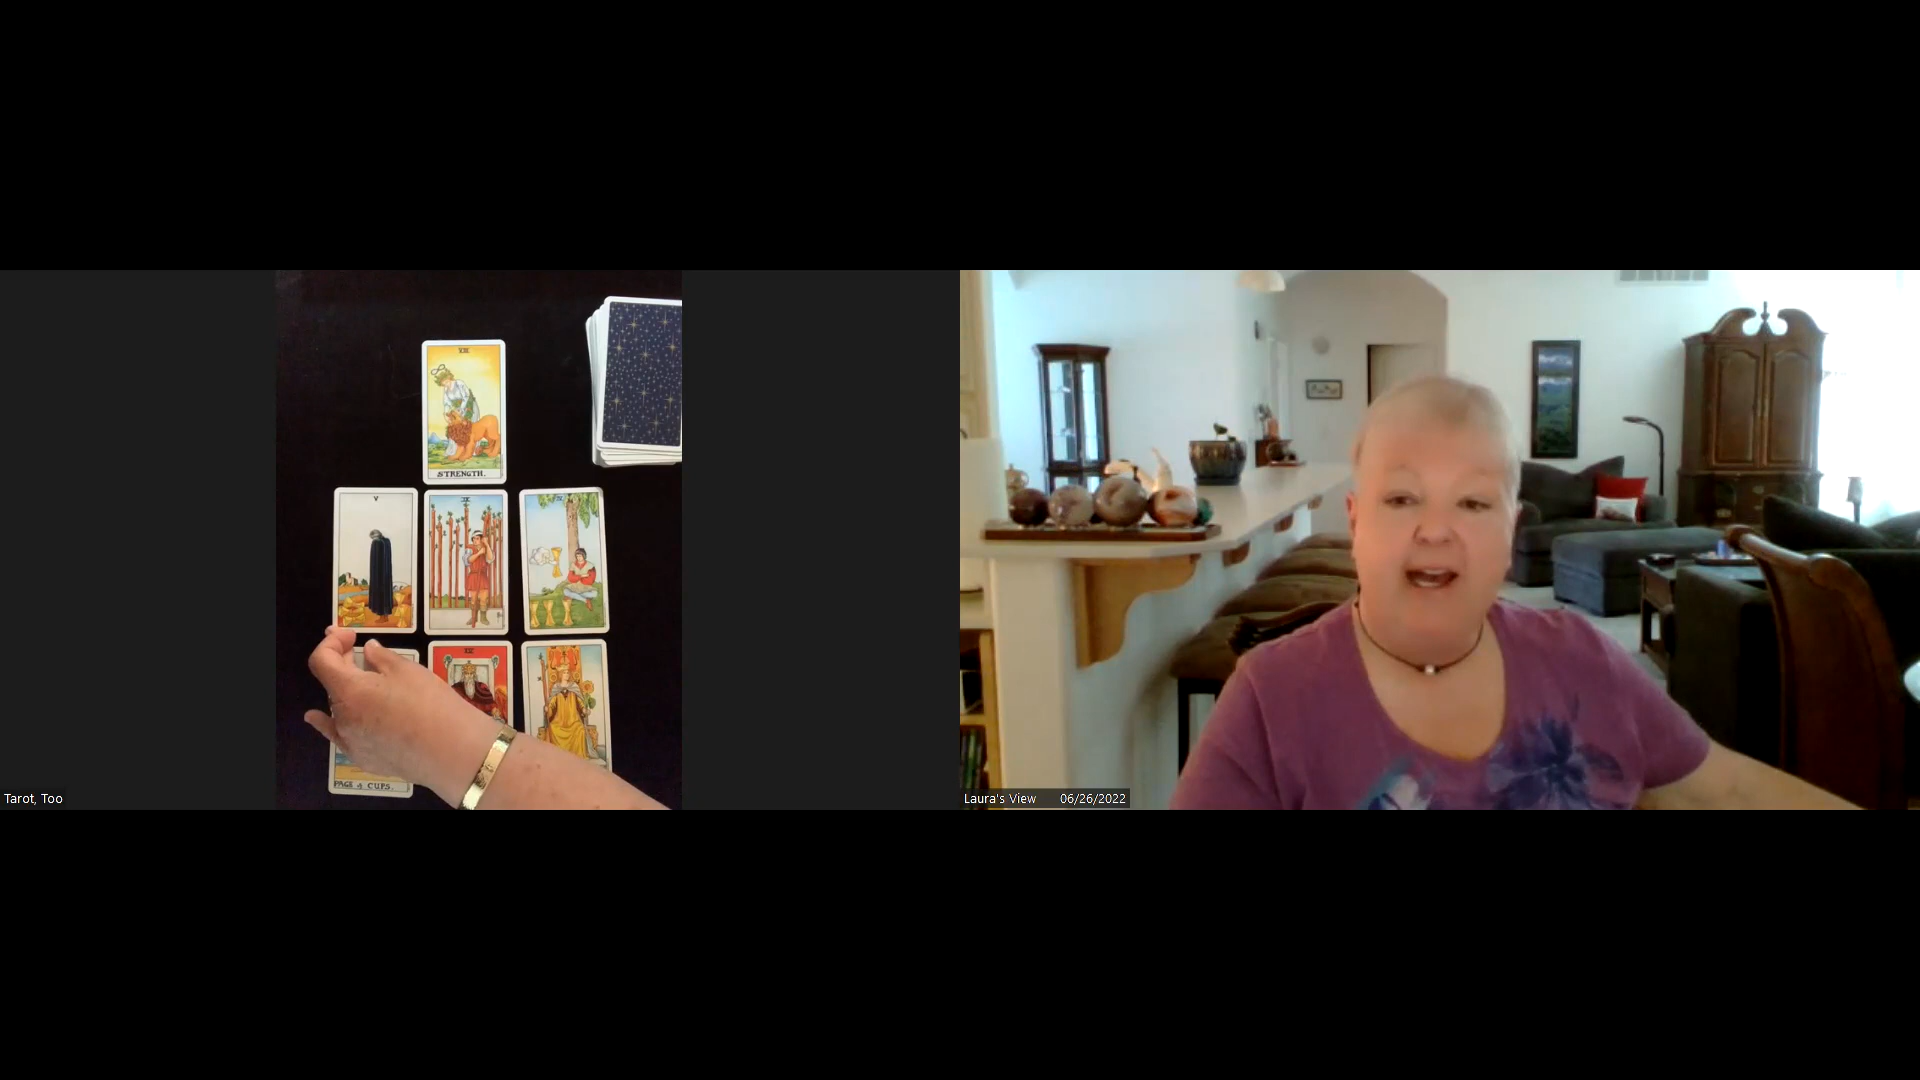 STRENGTH.
V
PAGE of CUPS.
Tarot, Too
Laura's View 06/26/2022